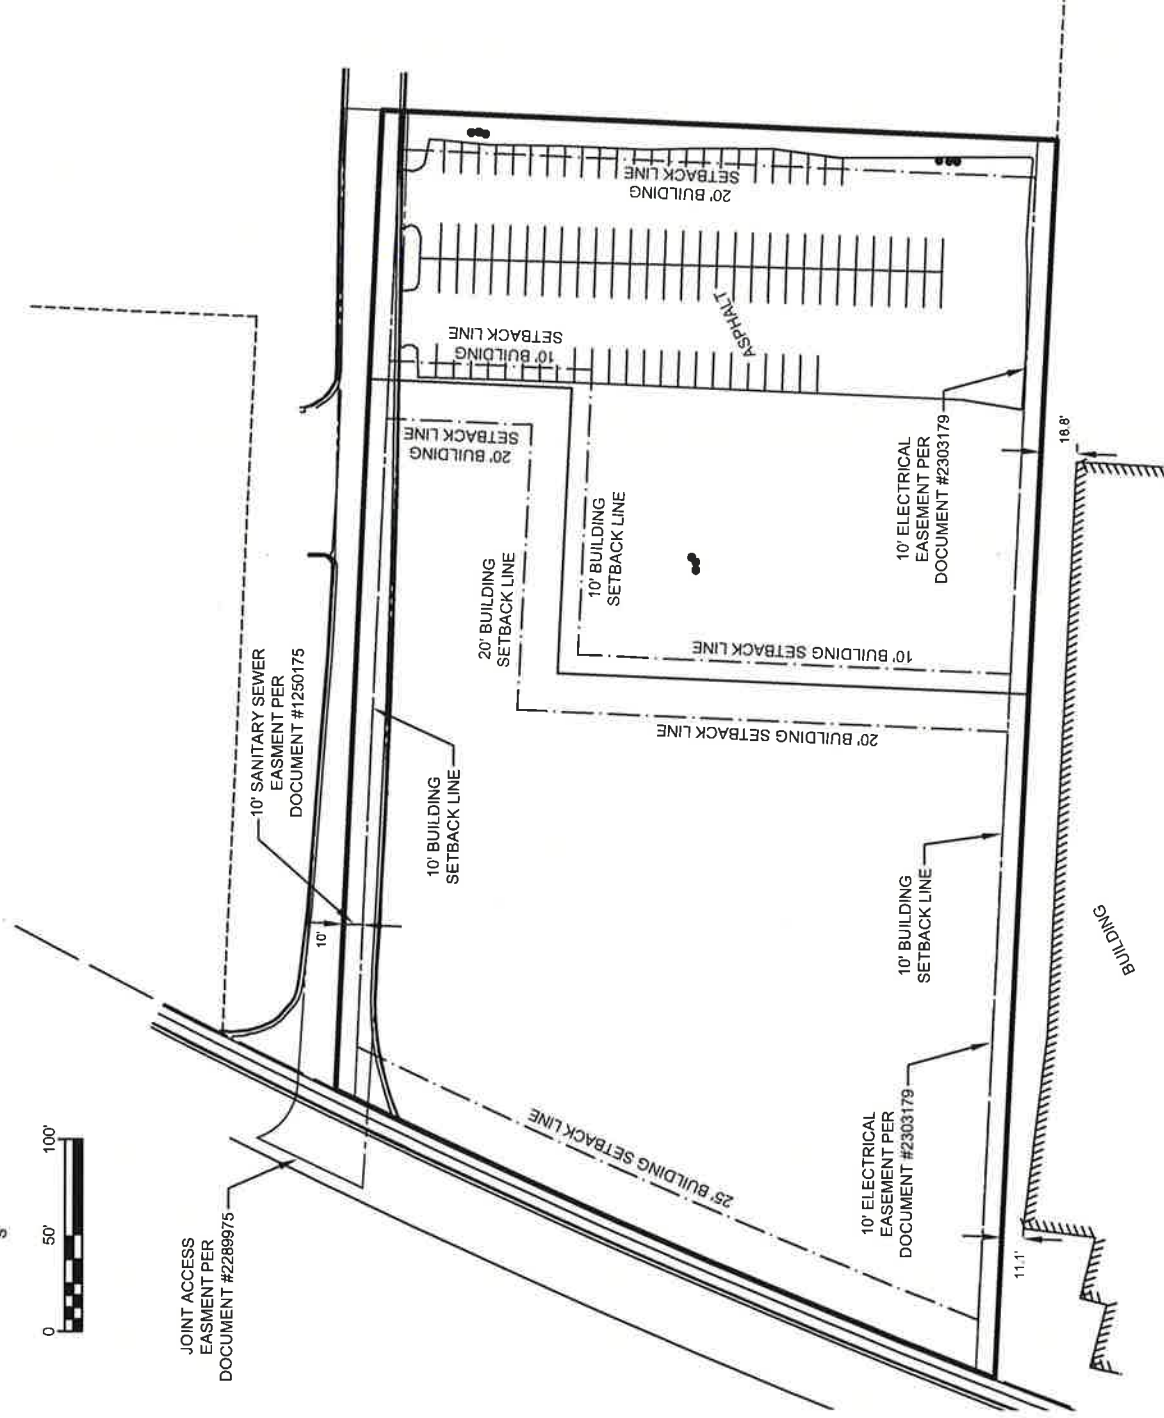 20' BUILDING
SETBACK LINE
10' BUILDING
SETBACK LINE
ASPHALT
20' BUILDING
SETBACK LINE
10' ELECTRICAL
EASEMENT PER
DOCUMENT #2303179
16.8'
10' BUILDING
SETBACK LINE
20' BUILDING
SETBACK LINE
10' BUILDING SETBACK LINE
10' SANITARY SEWER
EASMENT PER
DOCUMENT #1250175
20' BUILDING SETBACK LINE
10' BUILDING
SETBACK LINE
10'
10' BUILDING
SETBACK LINE
BUILDING
25' BUILDING SETBACK LINE
10' ELECTRICAL
EASEMENT PER
DOCUMENT #2303179
11.1'
JOINT ACCESS
EASMENT PER
DOCUMENT #2289975
0 50' 100'